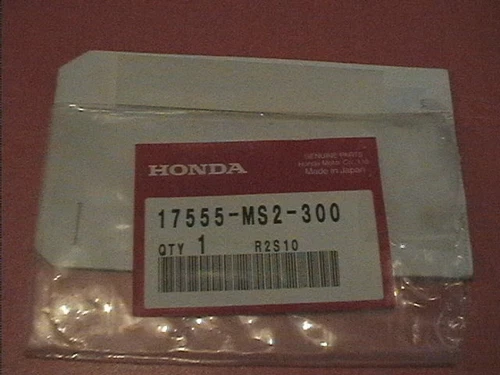 HONDA
GENUINE PARTS
Honda Motor Co., Ltd.
Made in Japan
17555-MS2-300
QTY 1 R2S10